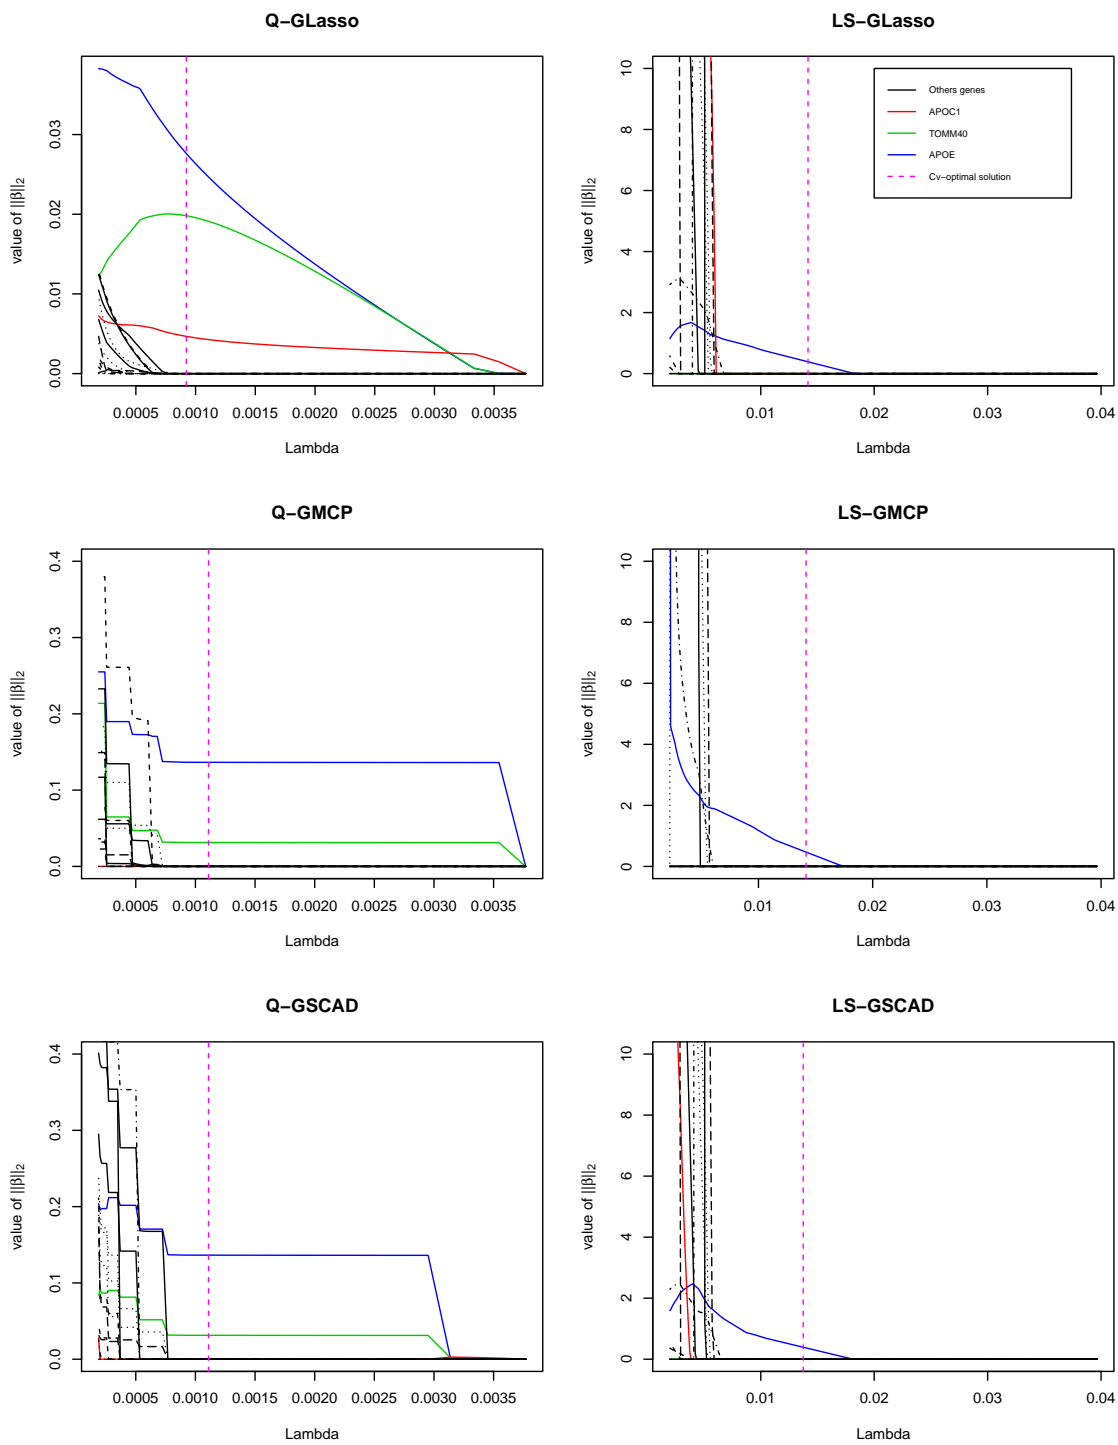 Q−GLasso
value of ||β||2
0.00 0.01 0.02 0.03
0.0005 0.0010 0.0015 0.0020 0.0025 0.0030 0.0035
Lambda
LS−GLasso
value of ||β||2
0 2 4 6 8 10
Others genes
APOC1
TOMM40
APOE
Cv−optimal solution
0.01 0.02 0.03 0.04
Lambda
Q−GMCP
value of ||β||2
0.0 0.1 0.2 0.3 0.4
0.0005 0.0010 0.0015 0.0020 0.0025 0.0030 0.0035
Lambda
LS−GMCP
value of ||β||2
0 2 4 6 8 10
0.01 0.02 0.03 0.04
Lambda
Q−GSCAD
value of ||β||2
0.0 0.1 0.2 0.3 0.4
0.0005 0.0010 0.0015 0.0020 0.0025 0.0030 0.0035
Lambda
LS−GSCAD
value of ||β||2
0 2 4 6 8 10
0.01 0.02 0.03 0.04
Lambda